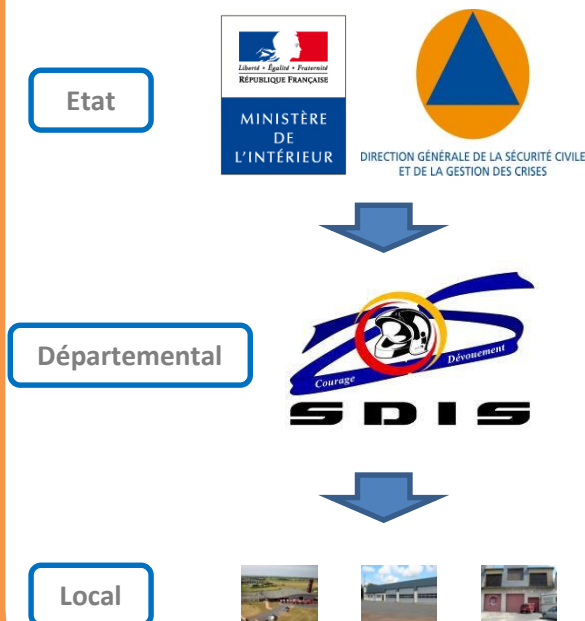 Etat
Liberté • Égalité • Fraternité
RÉPUBLIQUE FRANÇAISE
MINISTÈRE
DE
L'INTÉRIEUR
DIRECTION GÉNÉRALE DE LA SÉCURITÉ CIVILE
ET DE LA GESTION DES CRISES
Départemental
Courage
Dévouement
SDIS
Local